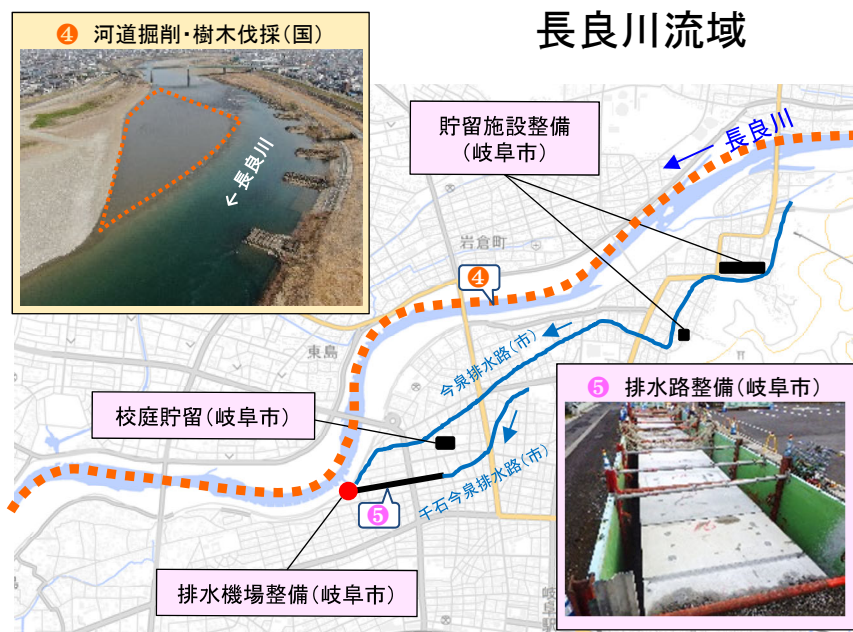 長良川流域
❹ 河道掘削・樹木伐採(国)
←長良川
貯留施設整備
(岐阜市)
長良川
岩倉町
❹
東島
今泉排水路(市)
校庭貯留(岐阜市)
千石今泉排水路(市)
❺
排水機場整備(岐阜市)
❺ 排水路整備(岐阜市)
岐阜駅